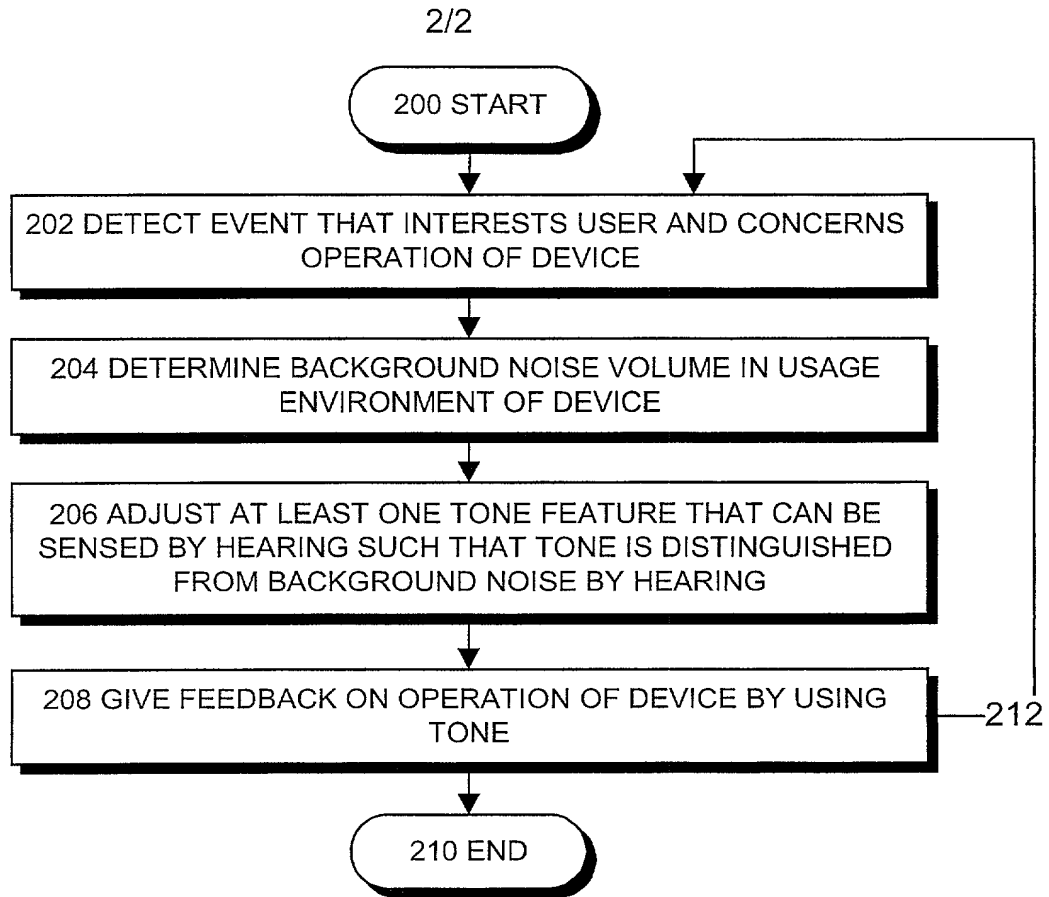 2/2
200 START
202 DETECT EVENT THAT INTERESTS USER AND CONCERNS
OPERATION OF DEVICE
204 DETERMINE BACKGROUND NOISE VOLUME IN USAGE
ENVIRONMENT OF DEVICE
206 ADJUST AT LEAST ONE TONE FEATURE THAT CAN BE
SENSED BY HEARING SUCH THAT TONE IS DISTINGUISHED
FROM BACKGROUND NOISE BY HEARING
208 GIVE FEEDBACK ON OPERATION OF DEVICE BY USING
TONE
212
210 END